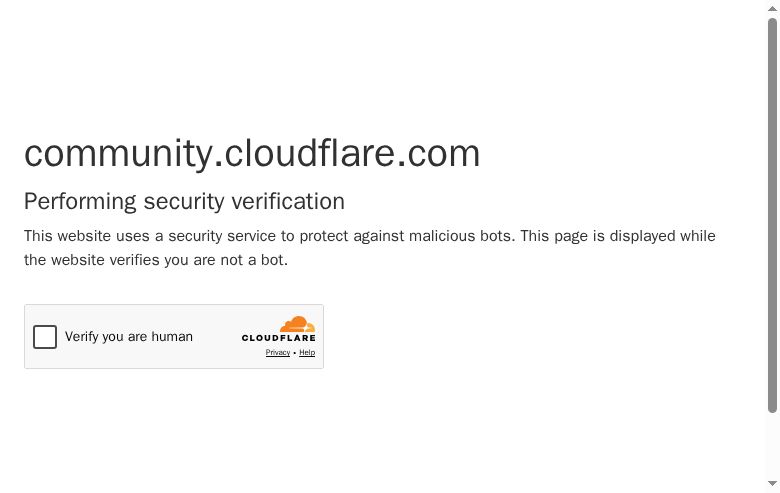 community.cloudflare.com
Performing security verification
This website uses a security service to protect against malicious bots. This page is displayed while
the website verifies you are not a bot.
Verify you are human
CLOUDFLARE
Privacy • Help